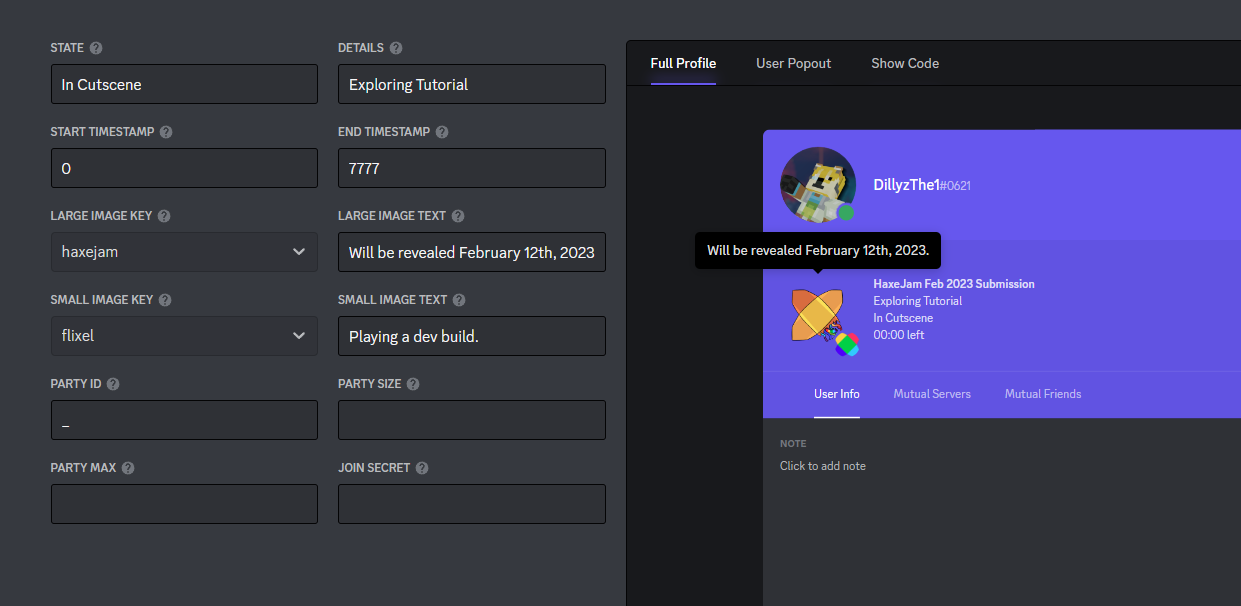 STATE
DETAILS
In Cutscene
Exploring Tutorial
START TIMESTAMP
END TIMESTAMP
0
7777
LARGE IMAGE KEY
LARGE IMAGE TEXT
haxejam
Will be revealed February 12th, 2023
SMALL IMAGE KEY
SMALL IMAGE TEXT
flixel
Playing a dev build.
PARTY ID
PARTY SIZE
_
PARTY MAX
JOIN SECRET
Full Profile
User Popout
Show Code
DillyzThe1#0621
Will be revealed February 12th, 2023.
HaxeJam Feb 2023 Submission
Exploring Tutorial
In Cutscene
00:00 left
User Info
Mutual Servers
Mutual Friends
NOTE
Click to add note